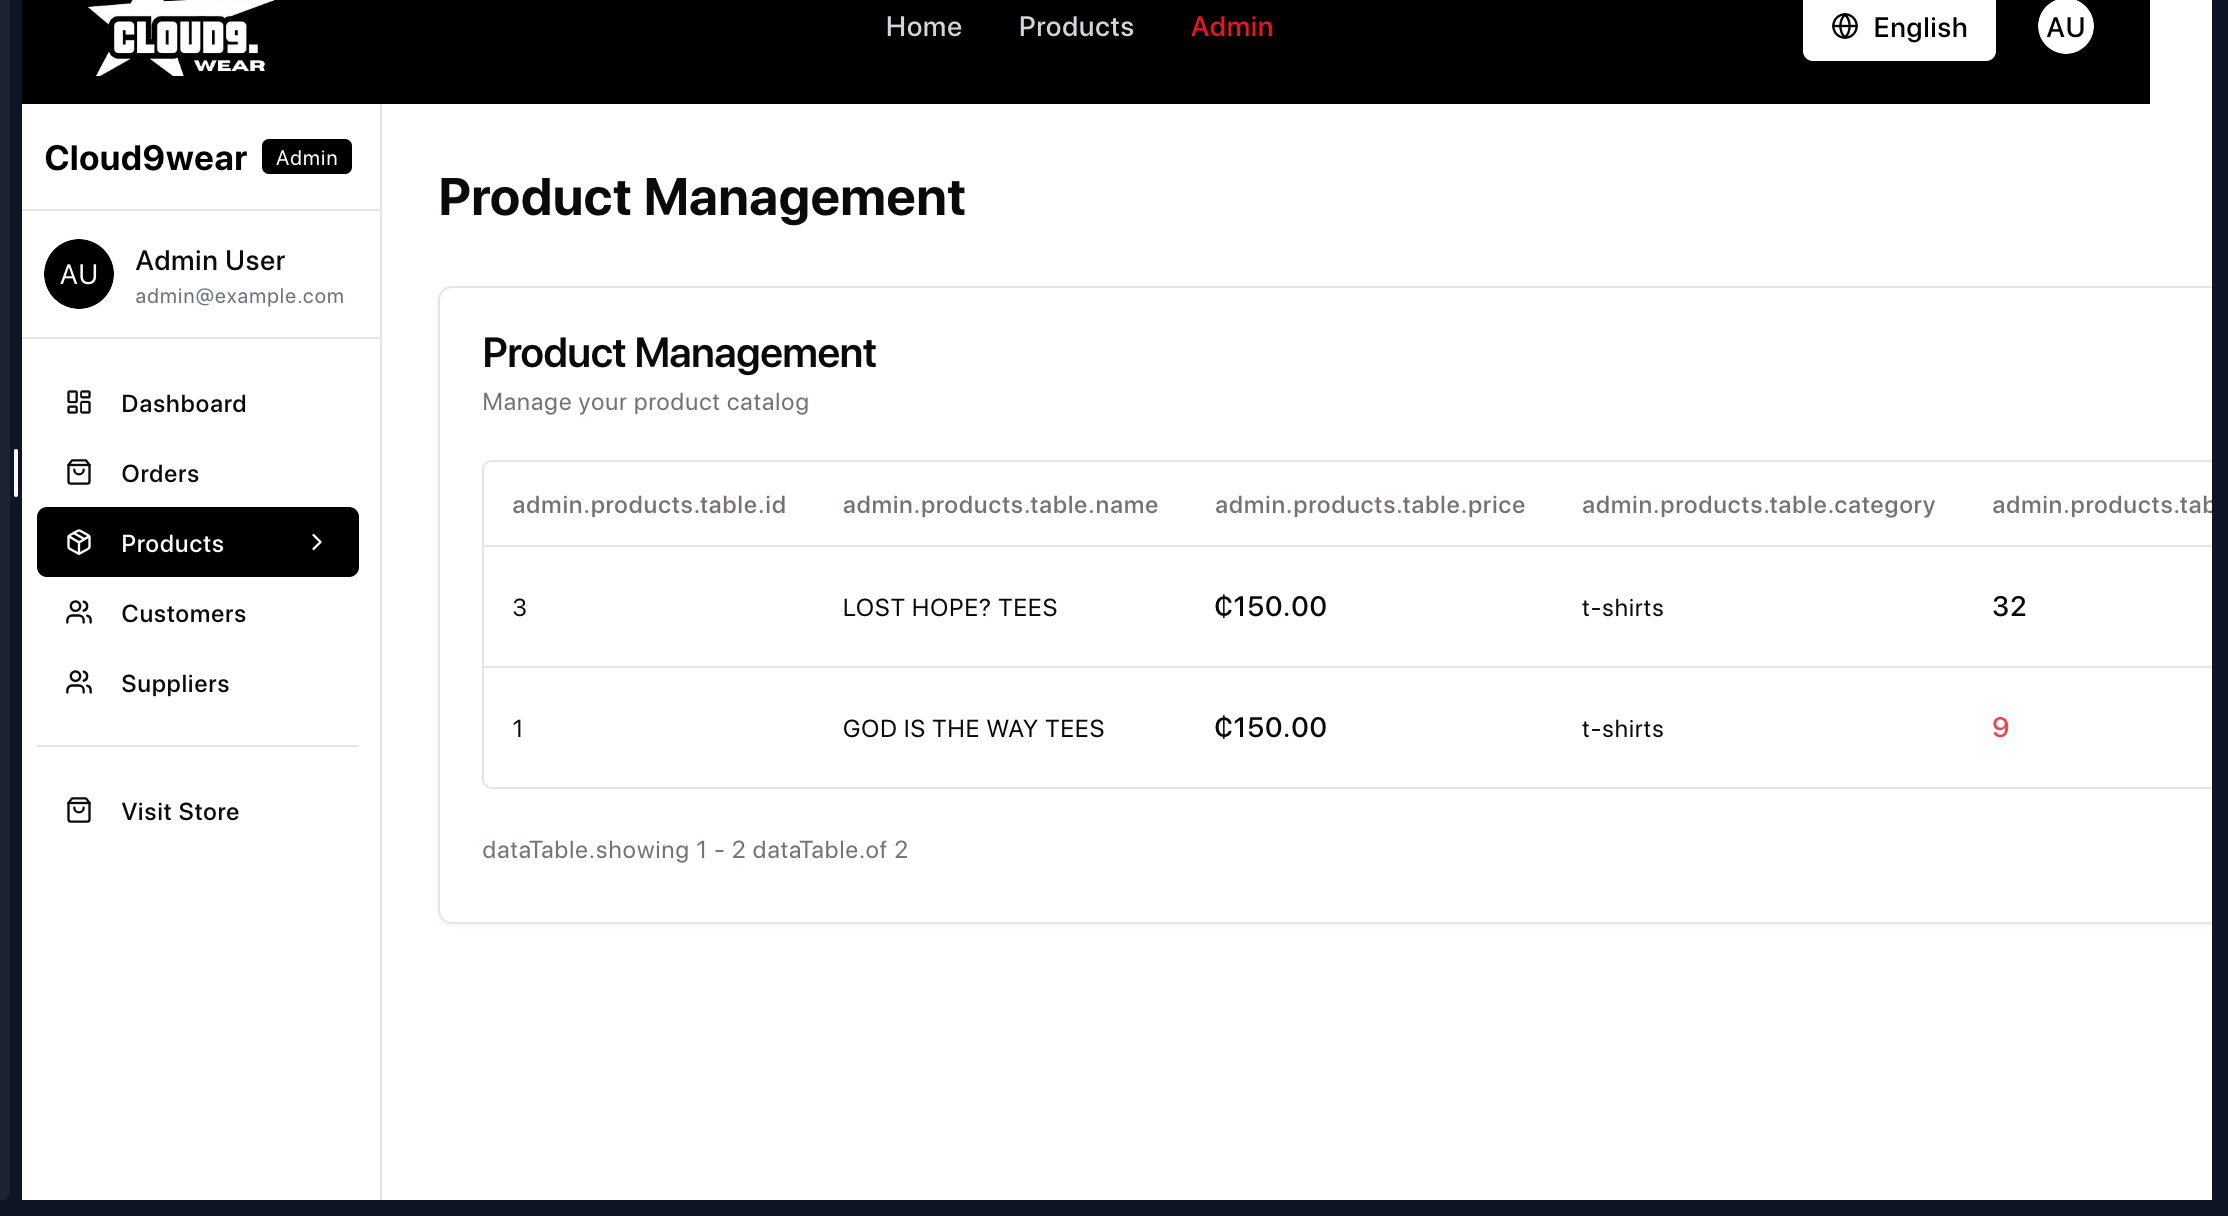 CLOUD9.
WEAR
Home Products Admin
English
AU
Cloud9wear Admin
AU
Admin User
admin@example.com
Dashboard
Orders
Products
Customers
Suppliers
Visit Store
Product Management
Product Management
Manage your product catalog
admin.products.table.id admin.products.table.name admin.products.table.price admin.products.table.category admin.products.tab
3 LOST HOPE? TEES ₵150.00 t-shirts 32
1 GOD IS THE WAY TEES ₵150.00 t-shirts 9
dataTable.showing 1 - 2 dataTable.of 2